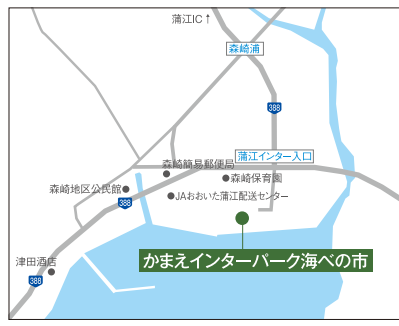 蒲江IC↑
森崎浦
388
蒲江インター入口
森崎簡易郵便局
森崎保育園
森崎地区公民館
JAおおいた蒲江配送センター
388
かまえインターパーク海べの市
津田酒店
388